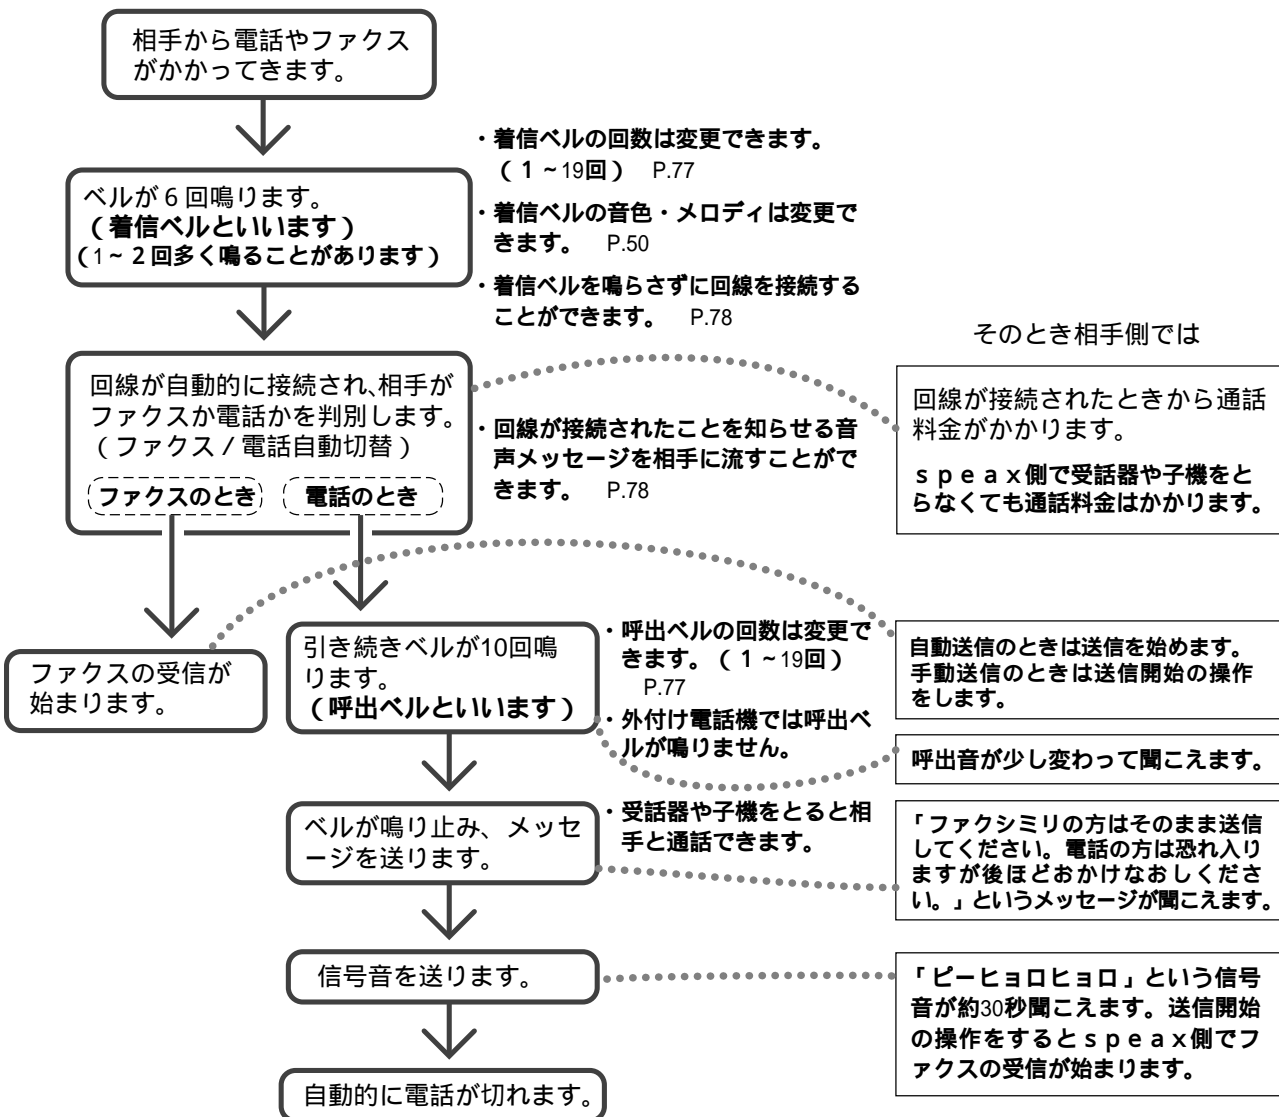 相手から電話やファクス
がかかってきます。
ベルが６回鳴ります。
（着信ベルといいます）
（1～２回多く鳴ることがあります）
・着信ベルの回数は変更できます。
（１～19回）　P.77
・着信ベルの音色・メロディは変更で
きます。　P.50
・着信ベルを鳴らさずに回線を接続する
ことができます。　P.78
そのとき相手側では
回線が自動的に接続され、相手が
ファクスか電話かを判別します。
（ファクス／電話自動切替）
ファクスのとき
電話のとき
・回線が接続されたことを知らせる音
声メッセージを相手に流すことがで
きます。　P.78
回線が接続されたときから通話
料金がかかります。
ｓｐｅａｘ側で受話器や子機をと
らなくても通話料金はかかります。
ファクスの受信が
始まります。
引き続きベルが10回鳴
ります。
（呼出ベルといいます）
・呼出ベルの回数は変更で
きます。（１～19回）
P.77
・外付け電話機では呼出ベ
ルが鳴りません。
自動送信のときは送信を始めます。
手動送信のときは送信開始の操作
をします。
呼出音が少し変わって聞こえます。
ベルが鳴り止み、メッセ
ージを送ります。
・受話器や子機をとると相
手と通話できます。
「ファクシミリの方はそのまま送信
してください。電話の方は恐れ入り
ますが後ほどおかけなおしくださ
い。」というメッセージが聞こえます。
信号音を送ります。
「ピーヒョロヒョロ」という信号
音が約30秒聞こえます。送信開始
の操作をするとｓｐｅａｘ側でフ
ァクスの受信が始まります。
自動的に電話が切れます。